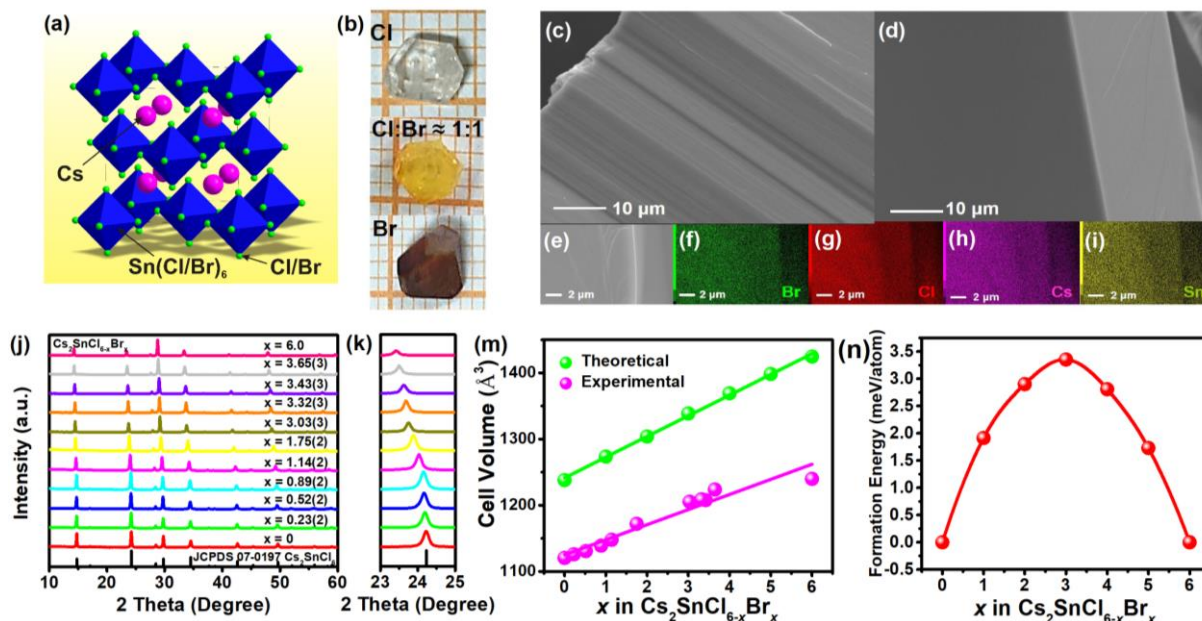 (a)
Cs
Sn(Cl/Br)₆
Cl/Br
(b)
Cl
Cl:Br ≈ 1:1
Br
(c)
10 µm
(d)
10 µm
(e)
2 µm
(f)
2 µm
Br
(g)
2 µm
Cl
(h)
2 µm
Cs
(i)
2 µm
Sn
(j)
Cs₂SnCl₆₋ₓBrₓ
x = 6.0
x = 3.65(3)
x = 3.43(3)
x = 3.32(3)
x = 3.03(3)
x = 1.75(2)
x = 1.14(2)
x = 0.89(2)
x = 0.52(2)
x = 0.23(2)
x = 0
JCPDS 07-0197 Cs₂SnCl₆
Intensity (a.u.)
10 20 30 40 50 60
2 Theta (Degree)
(k)
23 24 25
2 Theta (Degree)
(m)
Theoretical
Experimental
Cell Volume (Å³)
1400
1300
1200
1100
0 1 2 3 4 5 6
x in Cs₂SnCl₆₋ₓBrₓ
(n)
Formation Energy (meV/atom)
3.5
3.0
2.5
2.0
1.5
1.0
0.5
0.0
-0.5
0 1 2 3 4 5 6
x in Cs₂SnCl₆₋ₓBrₓ